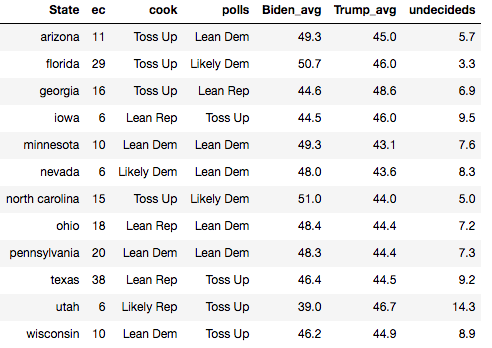 State ec cook polls Biden_avg Trump_avg undecideds
arizona 11 Toss Up Lean Dem 49.3 45.0 5.7
florida 29 Toss Up Likely Dem 50.7 46.0 3.3
georgia 16 Toss Up Lean Rep 44.6 48.6 6.9
iowa 6 Lean Rep Toss Up 44.5 46.0 9.5
minnesota 10 Lean Dem Lean Dem 49.3 43.1 7.6
nevada 6 Likely Dem Lean Dem 48.0 43.6 8.3
north carolina 15 Toss Up Likely Dem 51.0 44.0 5.0
ohio 18 Lean Rep Lean Dem 48.4 44.4 7.2
pennsylvania 20 Lean Dem Lean Dem 48.3 44.4 7.3
texas 38 Lean Rep Toss Up 46.4 44.5 9.2
utah 6 Likely Rep Toss Up 39.0 46.7 14.3
wisconsin 10 Lean Dem Toss Up 46.2 44.9 8.9